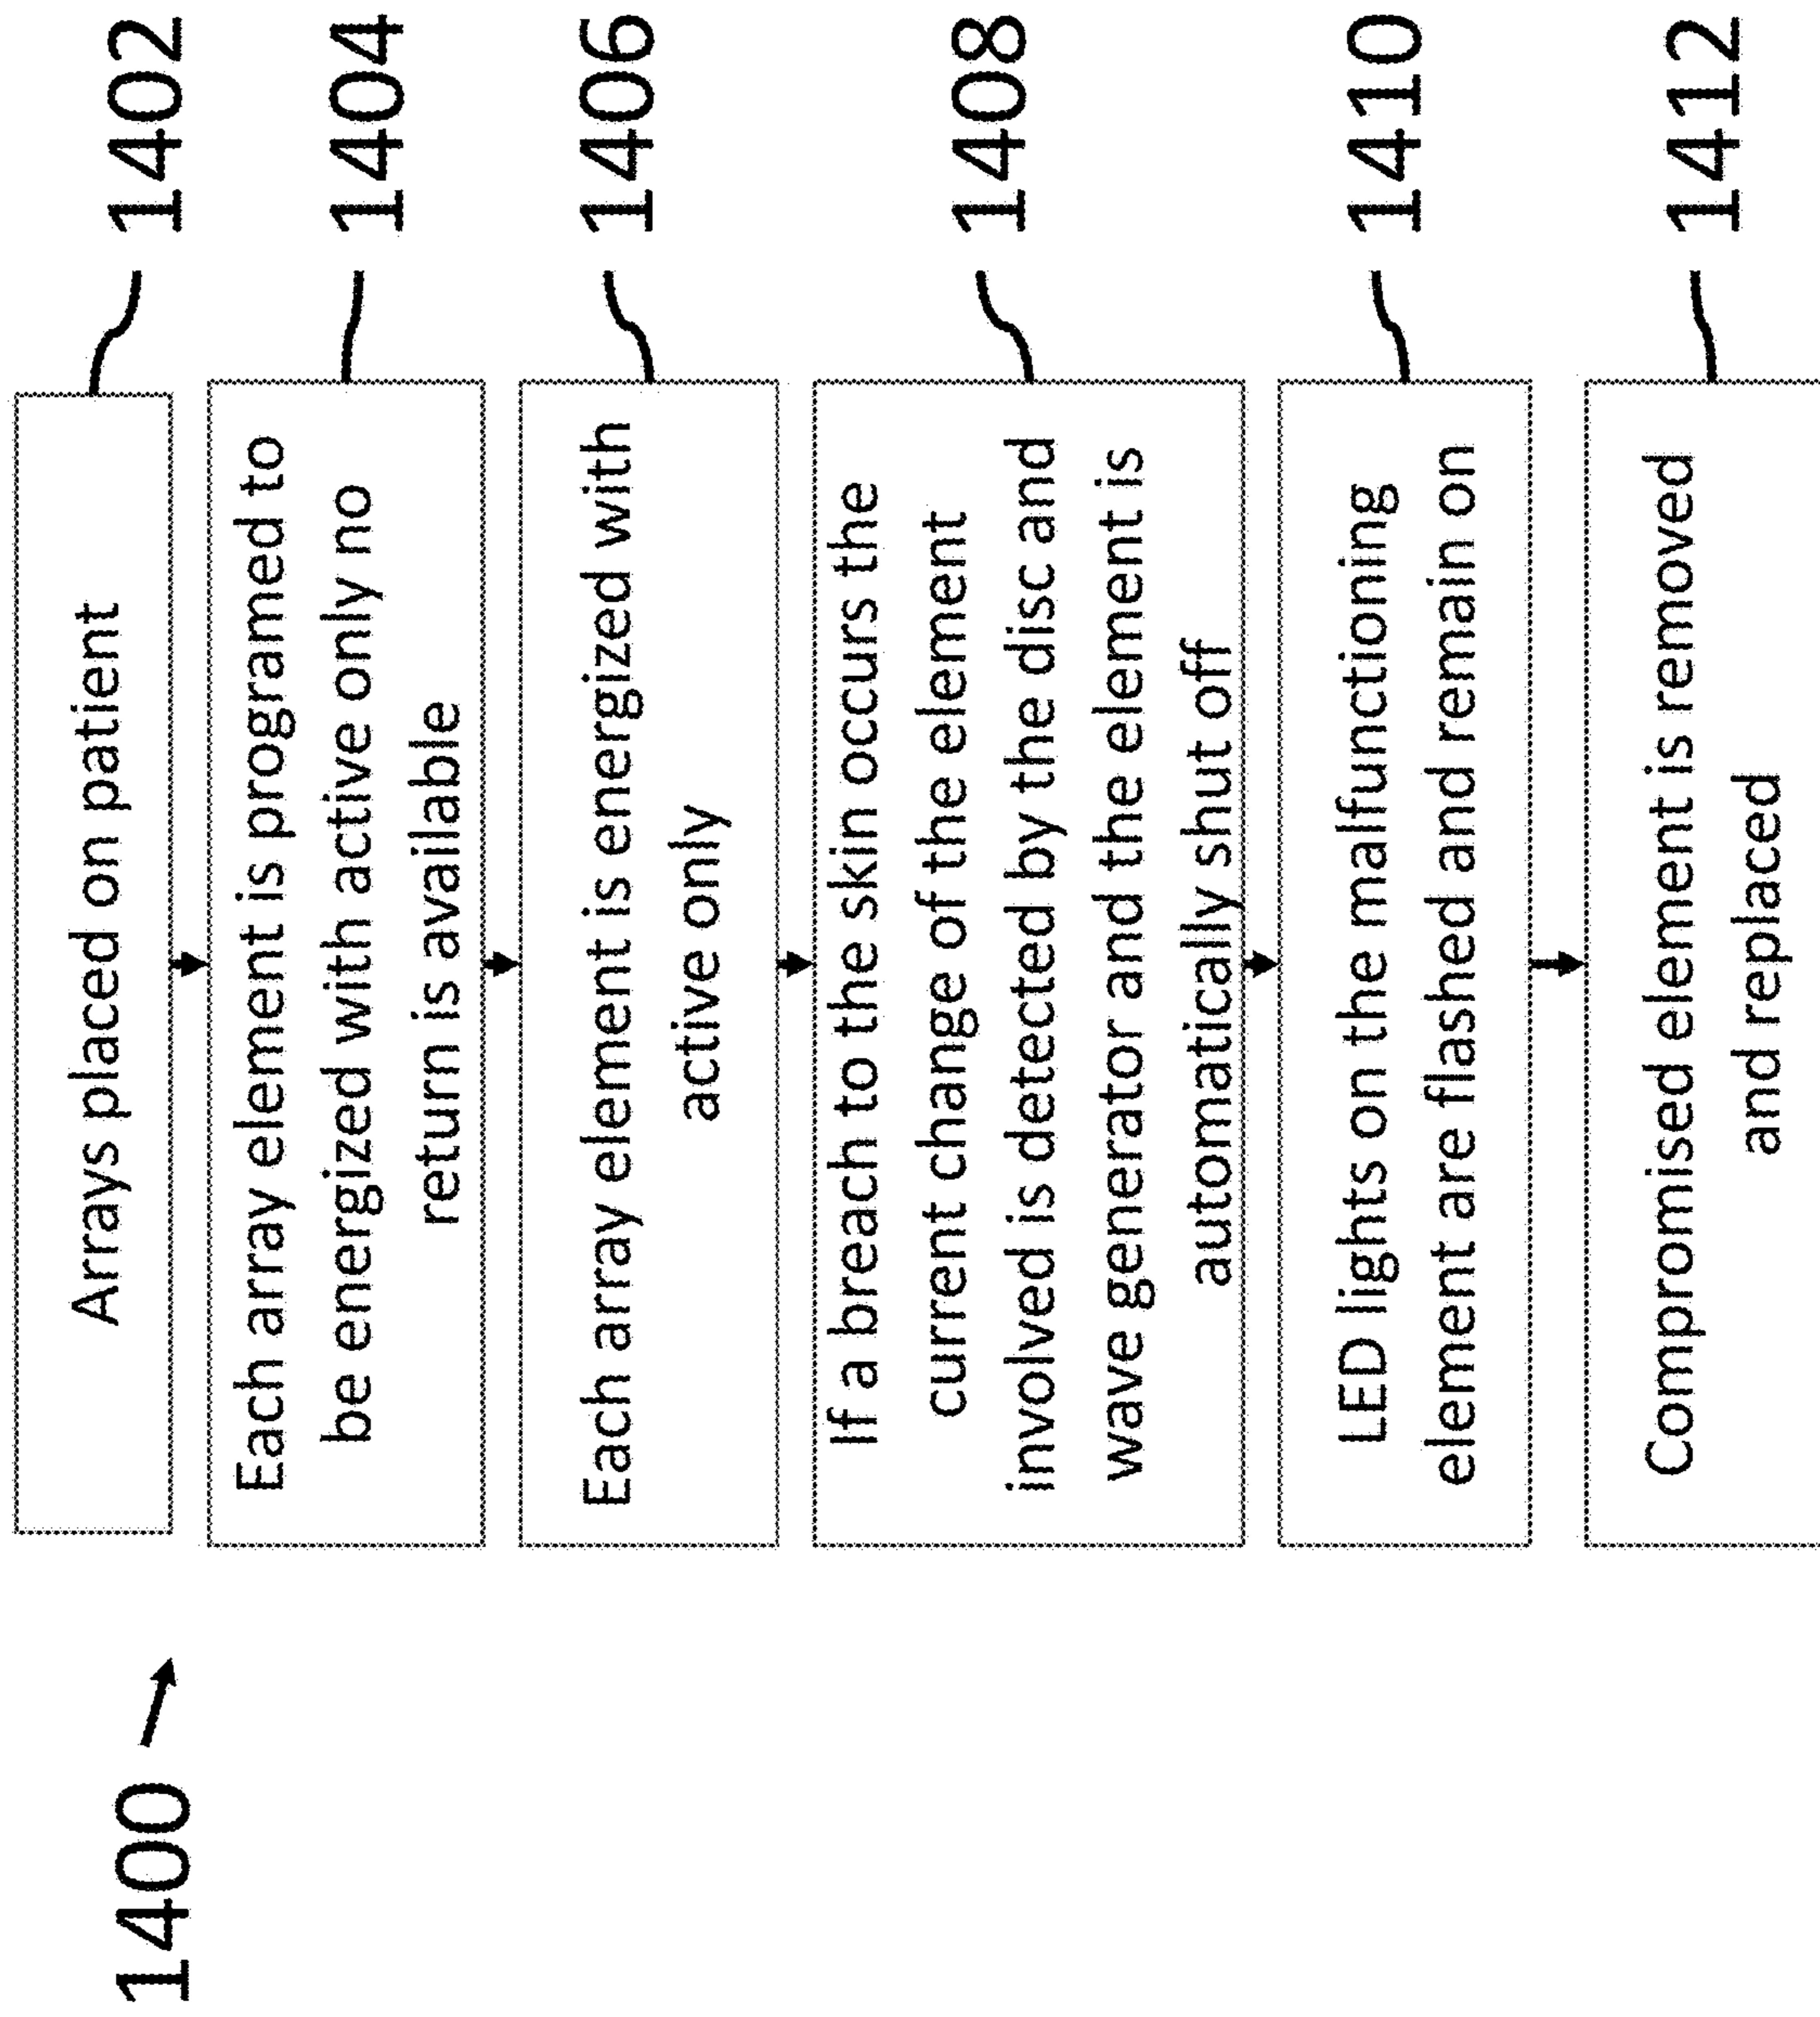 1400
Arrays placed on patient
1402
Each array element is programed to
be energized with active only no
return is available
1404
Each array element is energized with
active only
1406
If a breach to the skin occurs the
current change of the element
involved is detected by the disc and
wave generator and the element is
automatically shut off
1408
LED lights on the malfunctioning
element are flashed and remain on
1410
Compromised element is removed
and replaced
1412